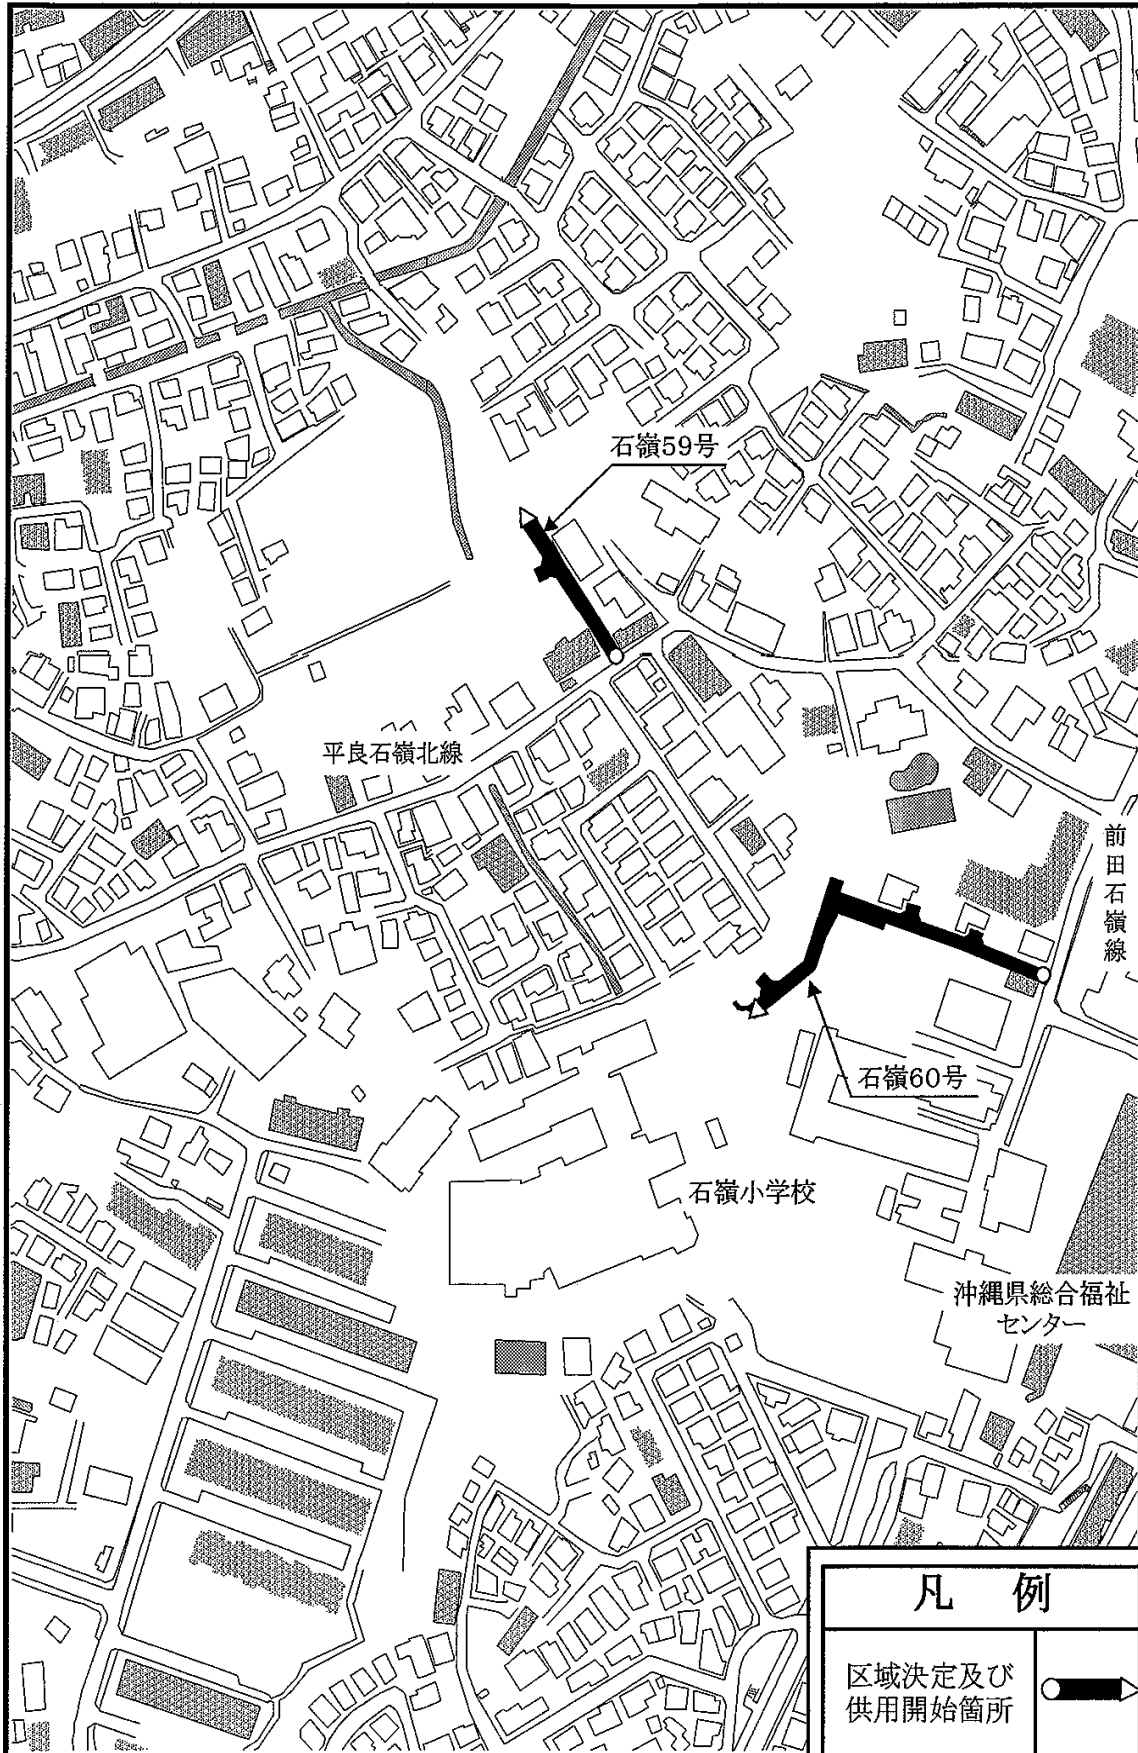 石嶺59号
平良石嶺北線
前田石嶺線
石嶺60号
石嶺小学校
沖縄県総合福祉
センター
凡 例
区域決定及び
供用開始箇所